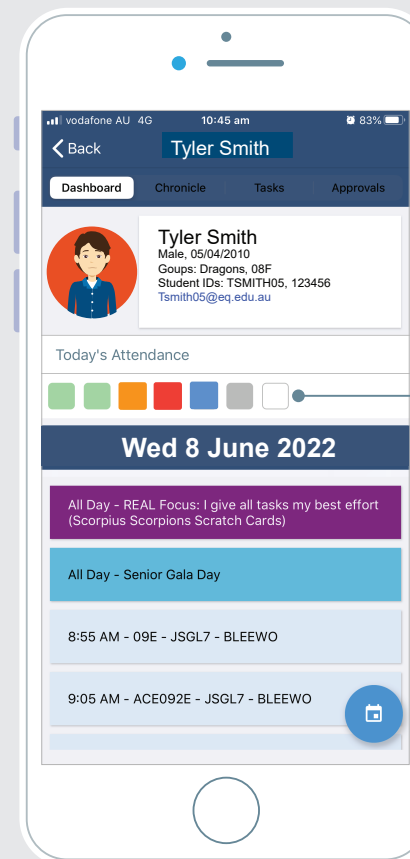 vodafone AU 4G 10:45 am 83%
Back Tyler Smith
Dashboard Chronicle Tasks Approvals
Tyler Smith
Male, 05/04/2010
Goups: Dragons, 08F
Student IDs: TSMITH05, 123456
Tsmith05@eq.edu.au
Today's Attendance
Wed 8 June 2022
All Day - REAL Focus: I give all tasks my best effort
(Scorpius Scorpions Scratch Cards)
All Day - Senior Gala Day
8:55 AM - 09E - JSGL7 - BLEEWO
9:05 AM - ACE092E - JSGL7 - BLEEWO